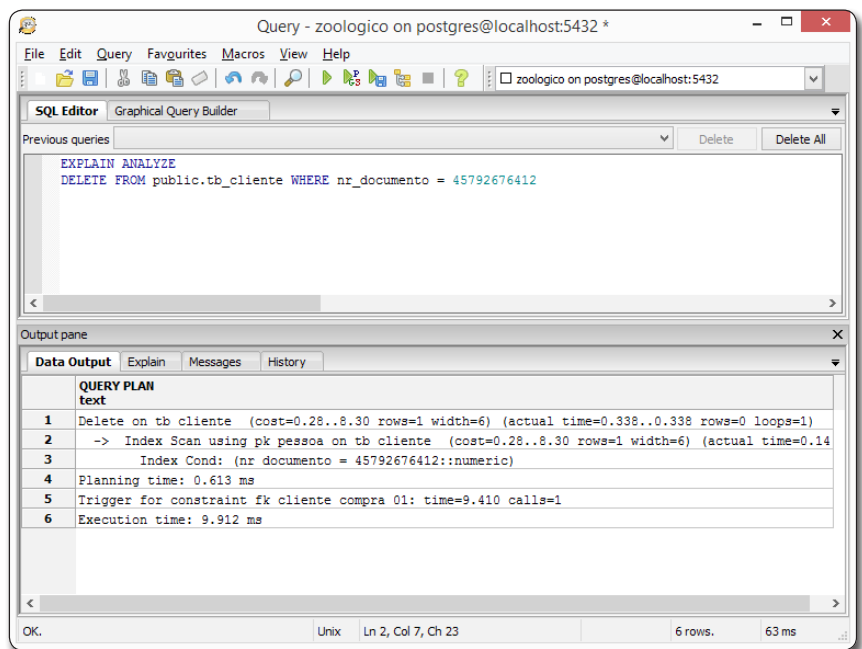 Query - zoologico on postgres@localhost:5432 *
File Edit Query Favourites Macros View Help
zoologico on postgres@localhost:5432
SQL Editor Graphical Query Builder
Previous queries Delete Delete All
EXPLAIN ANALYZE
DELETE FROM public.tb_cliente WHERE nr_documento = 45792676412
Output pane
Data Output Explain Messages History
QUERY PLAN
text
1 Delete on tb cliente (cost=0.28..8.30 rows=1 width=6) (actual time=0.338..0.338 rows=0 loops=1)
2 -> Index Scan using pk pessoa on tb cliente (cost=0.28..8.30 rows=1 width=6) (actual time=0.14
3 Index Cond: (nr documento = 45792676412::numeric)
4 Planning time: 0.613 ms
5 Trigger for constraint fk cliente compra 01: time=9.410 calls=1
6 Execution time: 9.912 ms
OK. Unix Ln 2, Col 7, Ch 23 6 rows. 63 ms